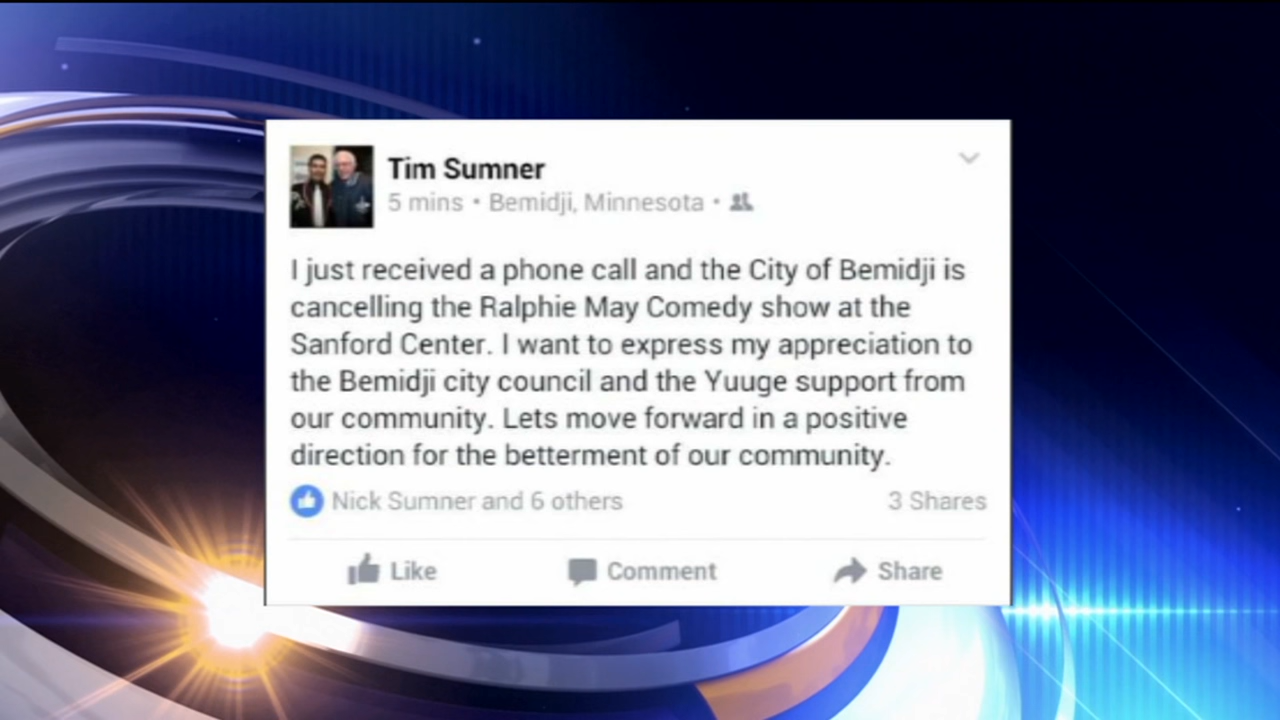 Tim Sumner
5 mins • Bemidji, Minnesota •
I just received a phone call and the City of Bemidji is
cancelling the Ralphie May Comedy show at the
Sanford Center. I want to express my appreciation to
the Bemidji city council and the Yuuge support from
our community. Lets move forward in a positive
direction for the betterment of our community.
Nick Sumner and 6 others 3 Shares
Like Comment Share